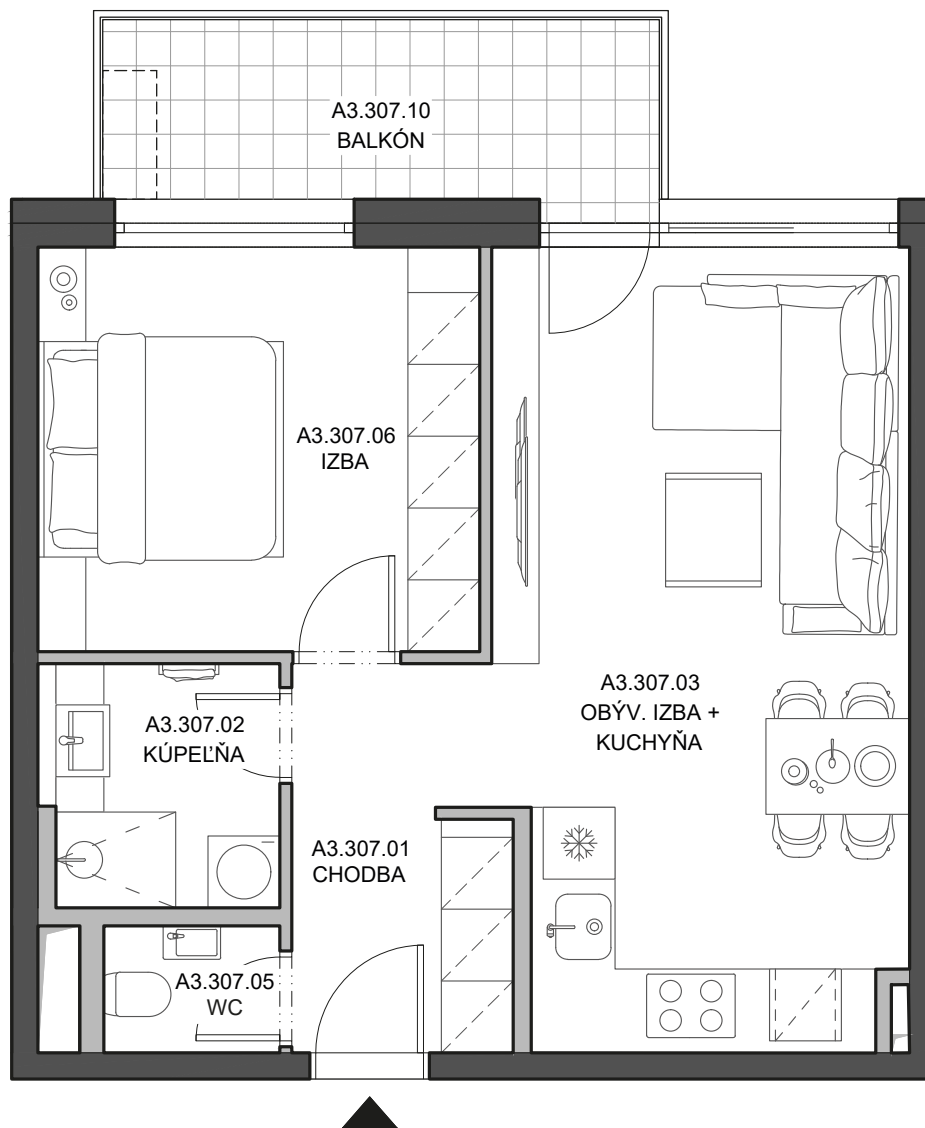 A3.307.10
BALKÓN
A3.307.06
IZBA
A3.307.03
OBÝV. IZBA +
KUCHYŇA
A3.307.02
KÚPEĽŇA
A3.307.01
CHODBA
A3.307.05
WC